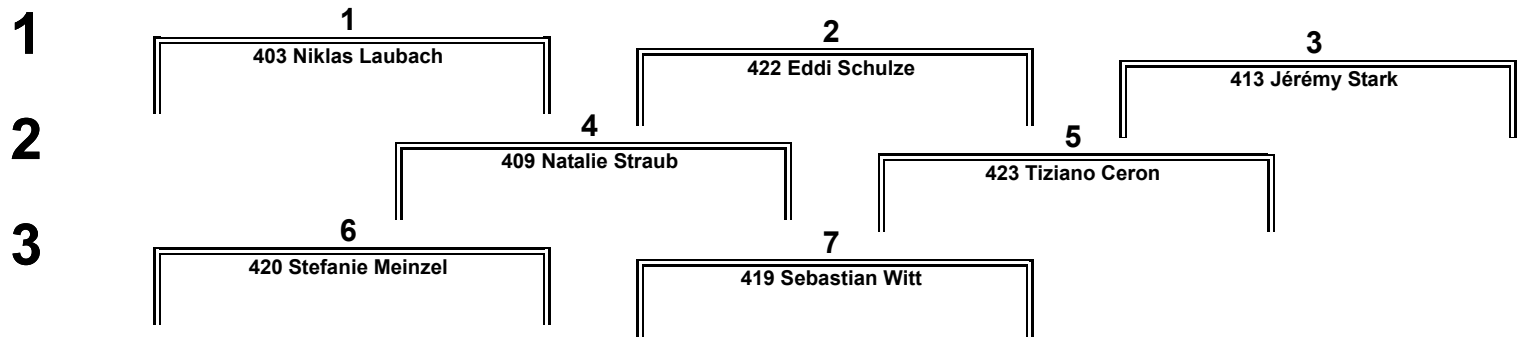 1
1
403 Niklas Laubach
2
422 Eddi Schulze
3
413 Jérémy Stark
2
4
409 Natalie Straub
5
423 Tiziano Ceron
3
6
420 Stefanie Meinzel
7
419 Sebastian Witt